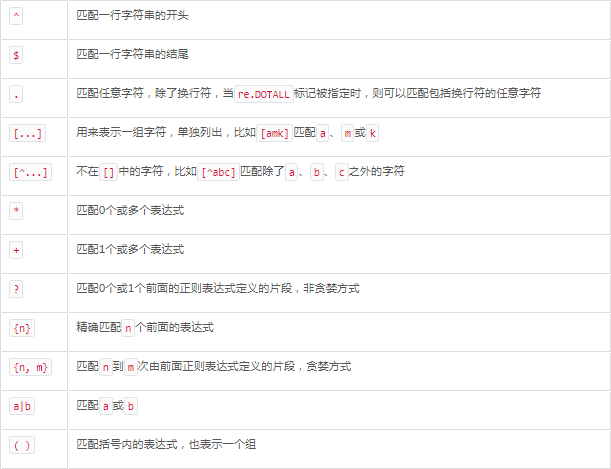 ^ 匹配一行字符串的开头
$ 匹配一行字符串的结尾
. 匹配任意字符，除了换行符，当re.DOTALL标记被指定时，则可以匹配包括换行符的任意字符
[...] 用来表示一组字符，单独列出，比如[amk]匹配a、m或k
[^...] 不在[]中的字符，比如[^abc]匹配除了a、b、c之外的字符
* 匹配0个或多个表达式
+ 匹配1个或多个表达式
? 匹配0个或1个前面的正则表达式定义的片段，非贪婪方式
{n} 精确匹配n个前面的表达式
{n, m} 匹配n到m次由前面正则表达式定义的片段，贪婪方式
a|b 匹配a或b
( ) 匹配括号内的表达式，也表示一个组